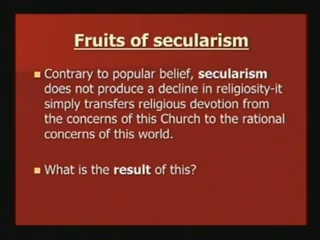 Fruits of secularism
Contrary to popular belief, secularism
does not produce a decline in religiosity-it
simply transfers religious devotion from
the concerns of this Church to the rational
concerns of this world.
What is the result of this?